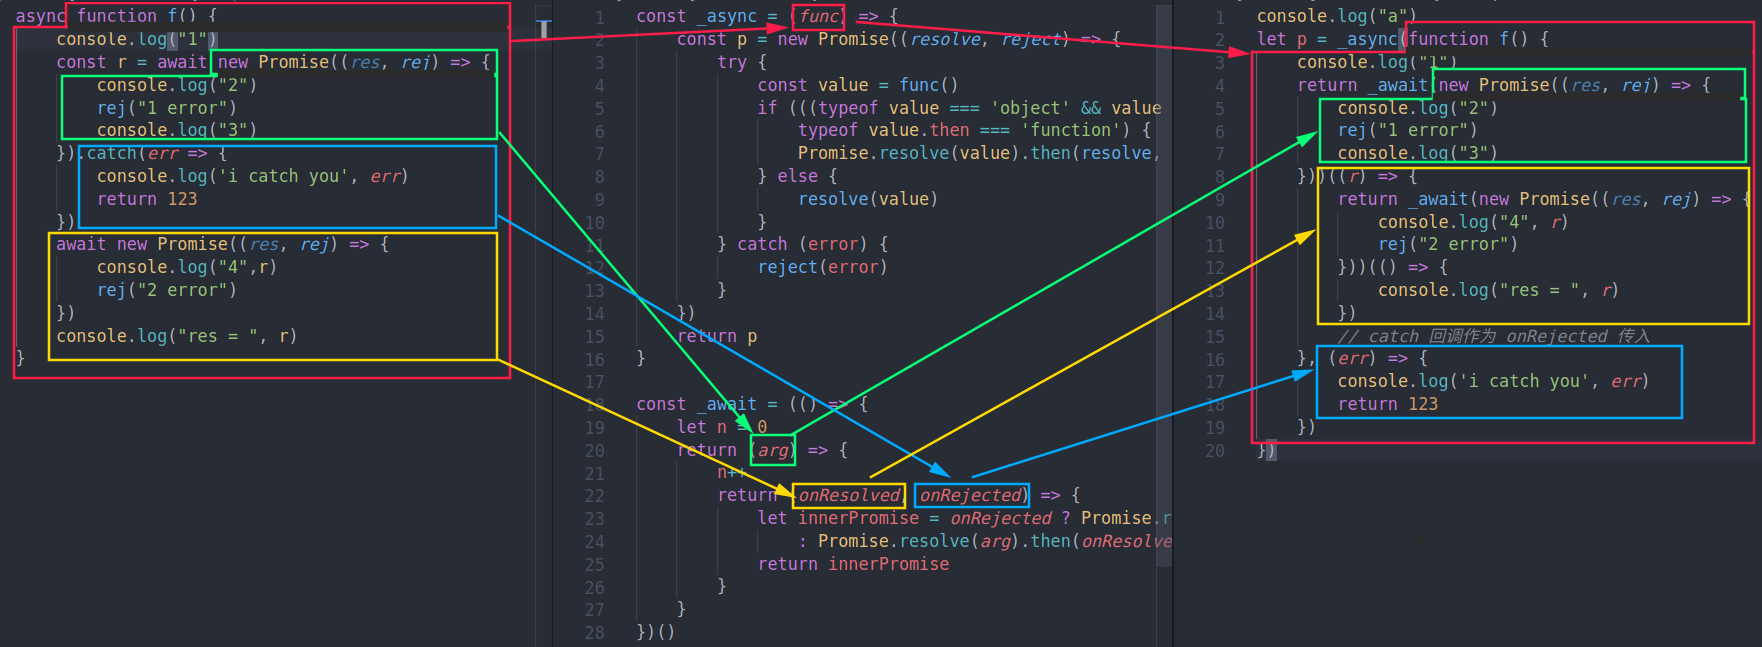 async function f() {
    console.log("1")
    const r = await new Promise((res, rej) => {
        console.log("2")
        rej("1 error")
        console.log("3")
    }).catch(err => {
        console.log('i catch you', err)
        return 123
    })
    await new Promise((res, rej) => {
        console.log("4",r)
        rej("2 error")
    })
    console.log("res = ", r)
}
1 const _async = (func) => {
2     const p = new Promise((resolve, reject) => {
3         try {
4             const value = func()
5             if (((typeof value === 'object' && value
6                 typeof value.then === 'function') {
7                 Promise.resolve(value).then(resolve,
8             } else {
9                 resolve(value)
10             }
11         } catch (error) {
12             reject(error)
13         }
14     })
15     return p
16 }
17
18 const _await = (() => {
19     let n = 0
20     return (arg) => {
21         n++
22         return (onResolved, onRejected) => {
23             let innerPromise = onRejected ? Promise.r
24                 : Promise.resolve(arg).then(onResolve
25             return innerPromise
26         }
27     }
28 })()
1 console.log("a")
2 let p = _async(function f() {
3     console.log("1")
4     return _await(new Promise((res, rej) => {
5         console.log("2")
6         rej("1 error")
7         console.log("3")
8     }))((r) => {
9         return _await(new Promise((res, rej) => {
10             console.log("4", r)
11             rej("2 error")
12         }))(() => {
13             console.log("res = ", r)
14         })
15         // catch 回调作为 onRejected 传入
16     }, (err) => {
17         console.log('i catch you', err)
18         return 123
19     })
20 })